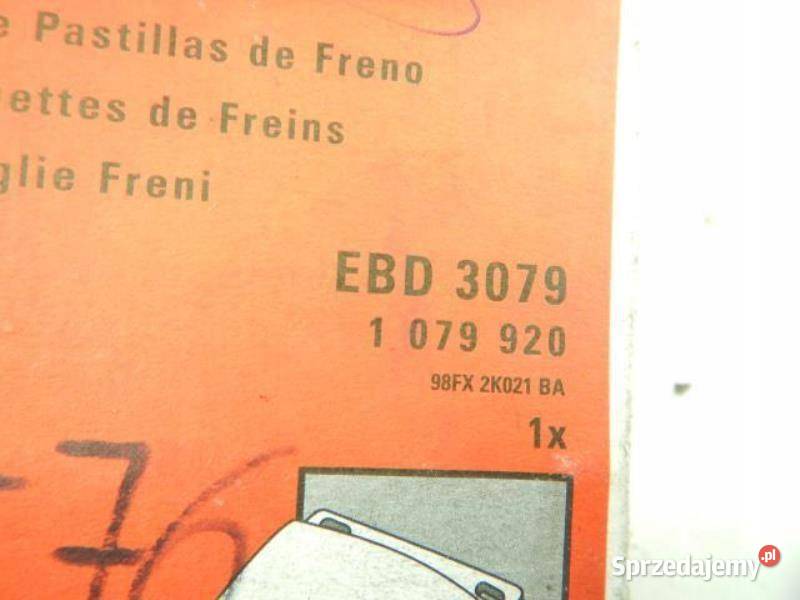 e Pastillas de Freno
ettes de Freins
glie Freni
EBD 3079
1 079 920
98FX 2K021 BA
1x
-76
Sprzedajemy.pl